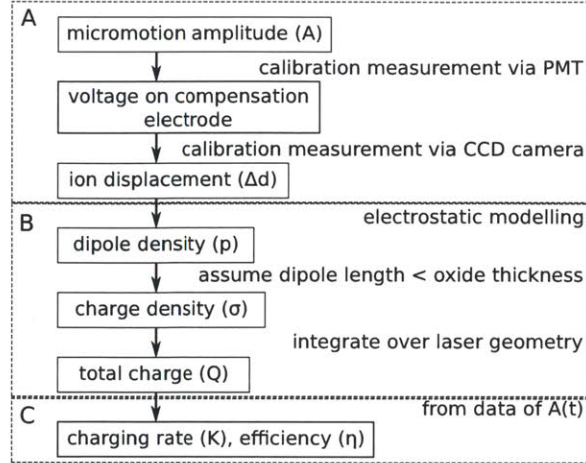 A
micromotion amplitude (A)
calibration measurement via PMT
voltage on compensation
electrode
calibration measurement via CCD camera
ion displacement (Δd)
B
electrostatic modelling
dipole density (p)
assume dipole length < oxide thickness
charge density (σ)
integrate over laser geometry
total charge (Q)
C
from data of A(t)
charging rate (K), efficiency (η)